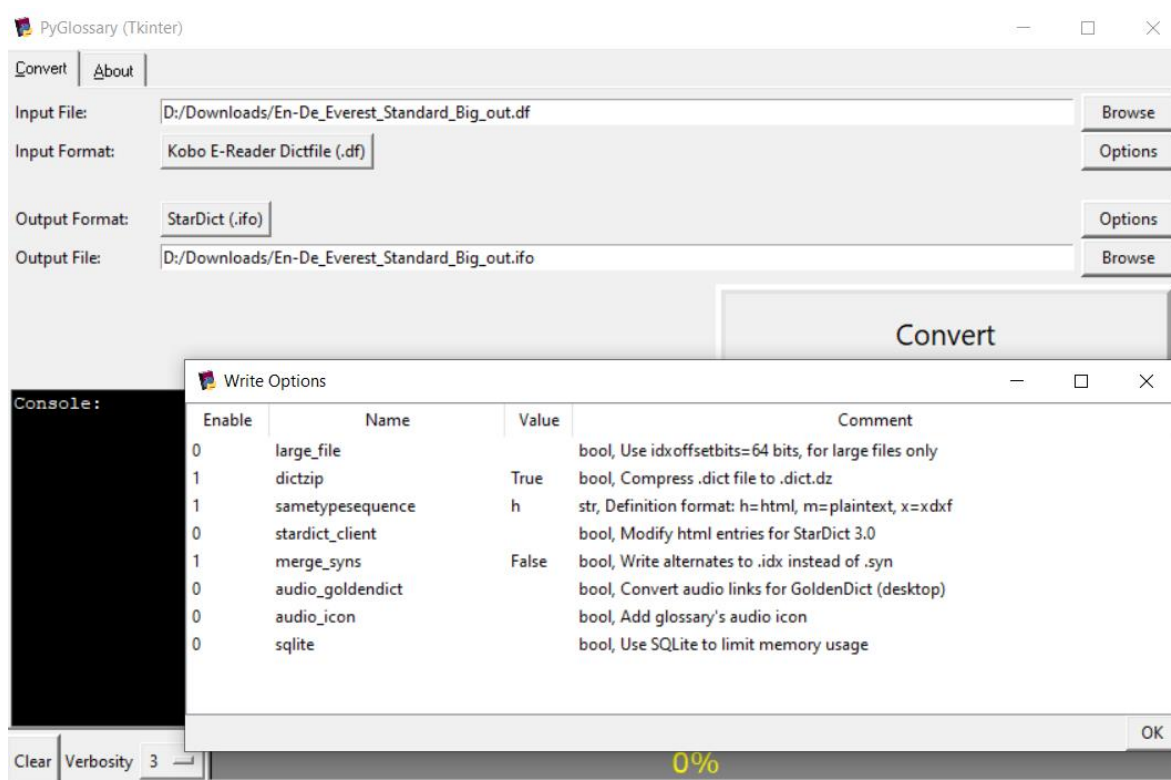 PyGlossary (Tkinter)
Convert About
Input File: D:/Downloads/En-De_Everest_Standard_Big_out.df Browse
Input Format: Kobo E-Reader Dictfile (.df) Options
Output Format: StarDict (.ifo) Options
Output File: D:/Downloads/En-De_Everest_Standard_Big_out.ifo Browse
Convert
Write Options
Console:
Enable Name Value Comment
0 large_file bool, Use idxoffsetbits=64 bits, for large files only
1 dictzip True bool, Compress .dict file to .dict.dz
1 sametypesequence h str, Definition format: h=html, m=plaintext, x=xdxf
0 stardict_client bool, Modify html entries for StarDict 3.0
1 merge_syns False bool, Write alternates to .idx instead of .syn
0 audio_goldendict bool, Convert audio links for GoldenDict (desktop)
0 audio_icon bool, Add glossary's audio icon
0 sqlite bool, Use SQLite to limit memory usage
OK
Clear Verbosity 3 0%